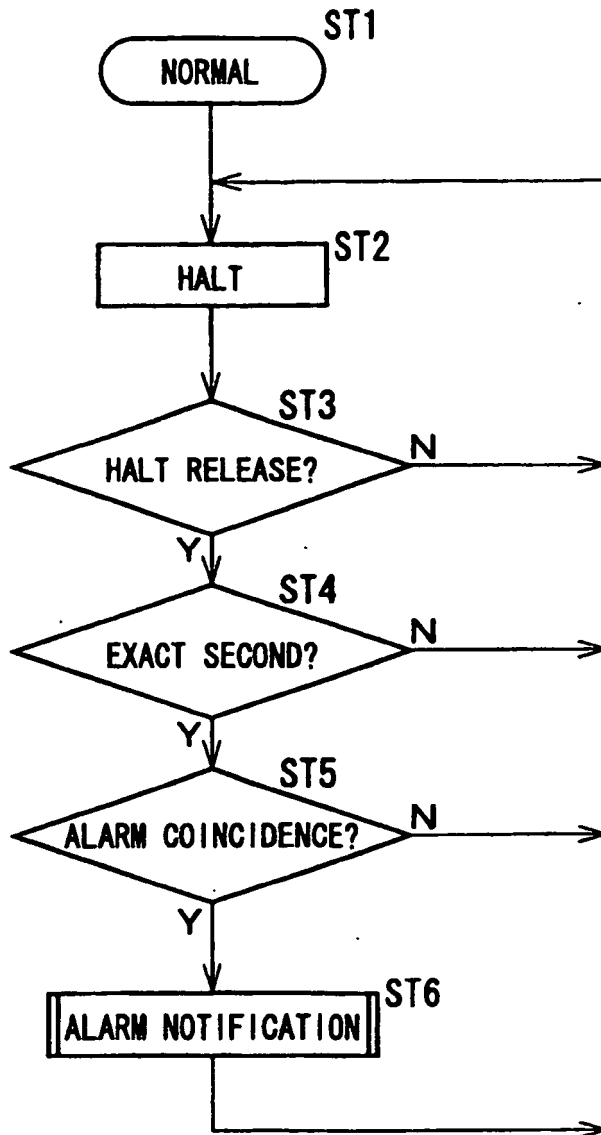 ST1
NORMAL
ST2
HALT
ST3
HALT RELEASE?
N
Y
ST4
EXACT SECOND?
N
Y
ST5
ALARM COINCIDENCE?
N
Y
ST6
ALARM NOTIFICATION